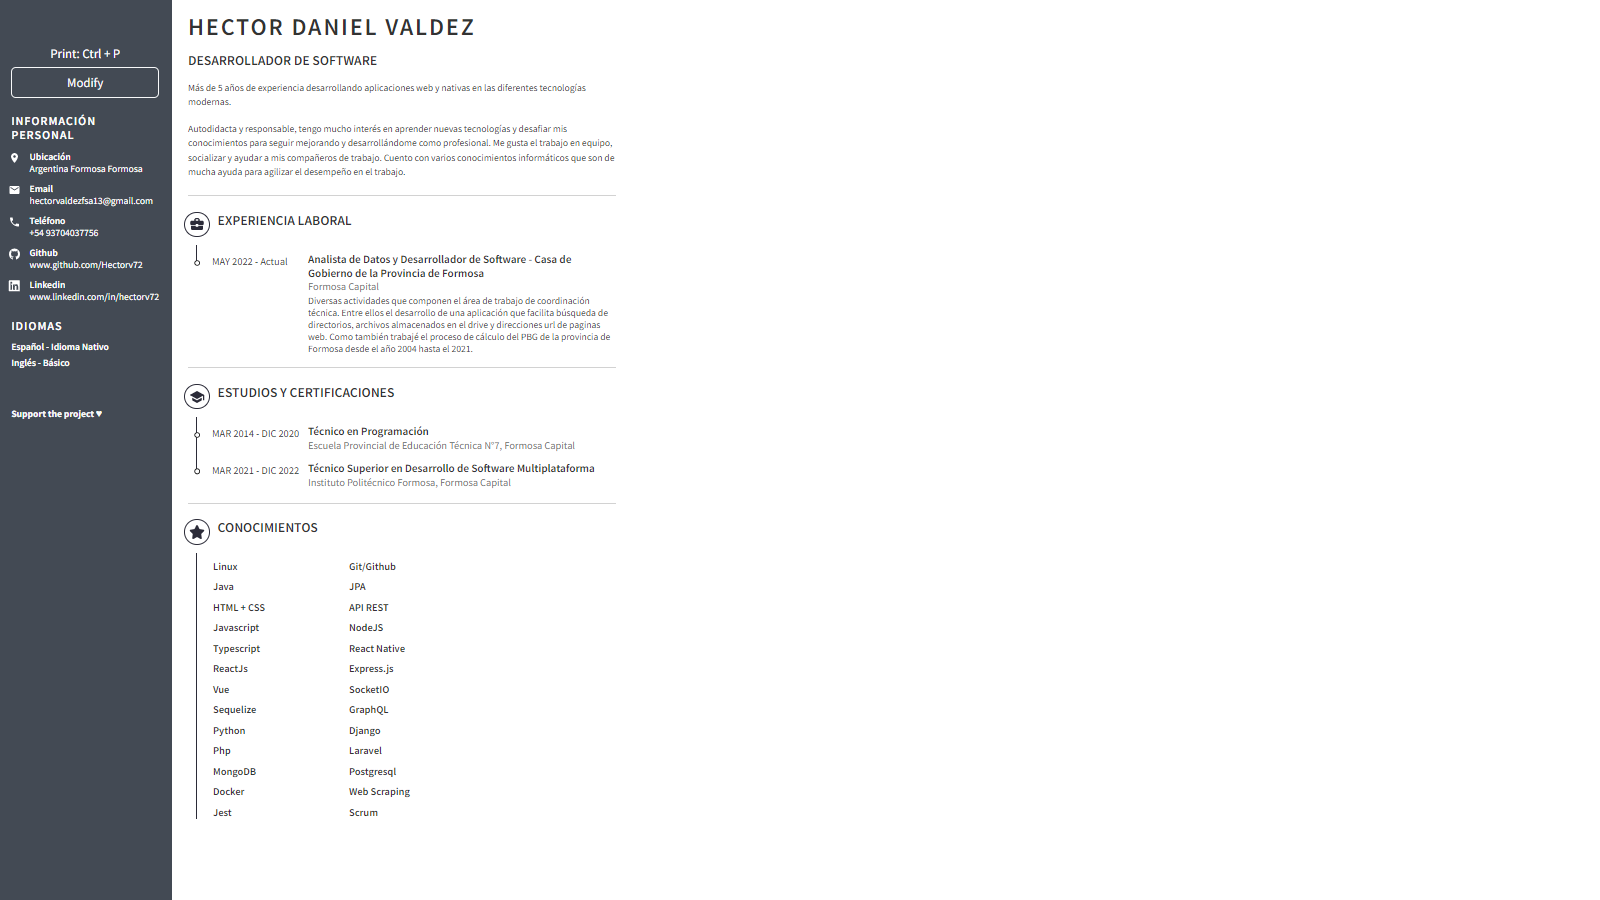 Print: Ctrl + P
Modify
INFORMACIÓN
PERSONAL
Ubicación
Argentina Formosa Formosa
Email
hectorvaldezfsa13@gmail.com
Teléfono
+54 93704037756
Github
www.github.com/Hectorv72
Linkedin
www.linkedin.com/in/hectorv72
IDIOMAS
Español - Idioma Nativo
Inglés - Básico
Support the project ♥
HECTOR DANIEL VALDEZ
DESARROLLADOR DE SOFTWARE
Más de 5 años de experiencia desarrollando aplicaciones web y nativas en las diferentes tecnologías
modernas.
Autodidacta y responsable, tengo mucho interés en aprender nuevas tecnologías y desafiar mis
conocimientos para seguir mejorando y desarrollándome como profesional. Me gusta el trabajo en equipo,
socializar y ayudar a mis compañeros de trabajo. Cuento con varios conocimientos informáticos que son de
mucha ayuda para agilizar el desempeño en el trabajo.
EXPERIENCIA LABORAL
MAY 2022 - Actual
Analista de Datos y Desarrollador de Software - Casa de
Gobierno de la Provincia de Formosa
Formosa Capital
Diversas actividades que componen el área de trabajo de coordinación
técnica. Entre ellos el desarrollo de una aplicación que facilita búsqueda de
directorios, archivos almacenados en el drive y direcciones url de paginas
web. Como también trabajé el proceso de cálculo del PBG de la provincia de
Formosa desde el año 2004 hasta el 2021.
ESTUDIOS Y CERTIFICACIONES
MAR 2014 - DIC 2020 Técnico en Programación
Escuela Provincial de Educación Técnica N°7, Formosa Capital
MAR 2021 - DIC 2022 Técnico Superior en Desarrollo de Software Multiplataforma
Instituto Politécnico Formosa, Formosa Capital
CONOCIMIENTOS
Linux Git/Github
Java JPA
HTML + CSS API REST
Javascript NodeJS
Typescript React Native
ReactJs Express.js
Vue SocketIO
Sequelize GraphQL
Python Django
Php Laravel
MongoDB Postgresql
Docker Web Scraping
Jest Scrum